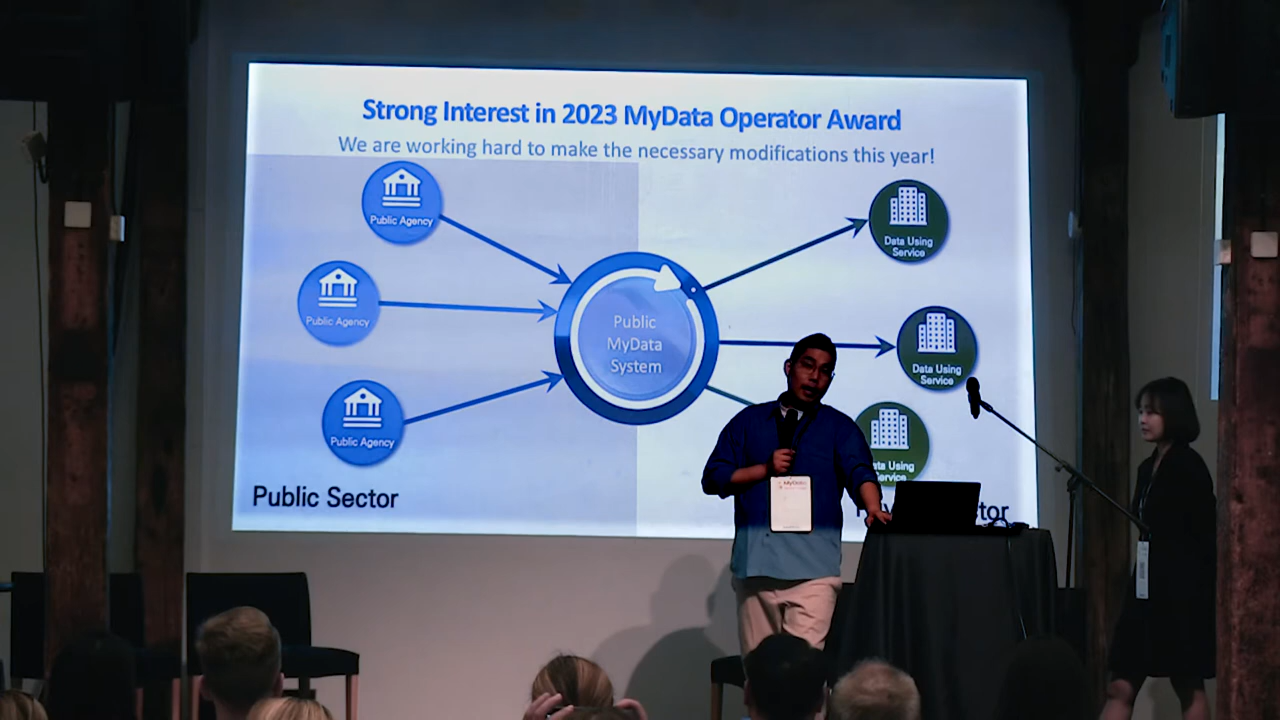 Strong Interest in 2023 MyData Operator Award
We are working hard to make the necessary modifications this year!
Public Agency
Public Agency
Public Agency
Public
MyData
System
Data Using
Service
Data Using
Service
Data Using
Service
Public Sector
MyData